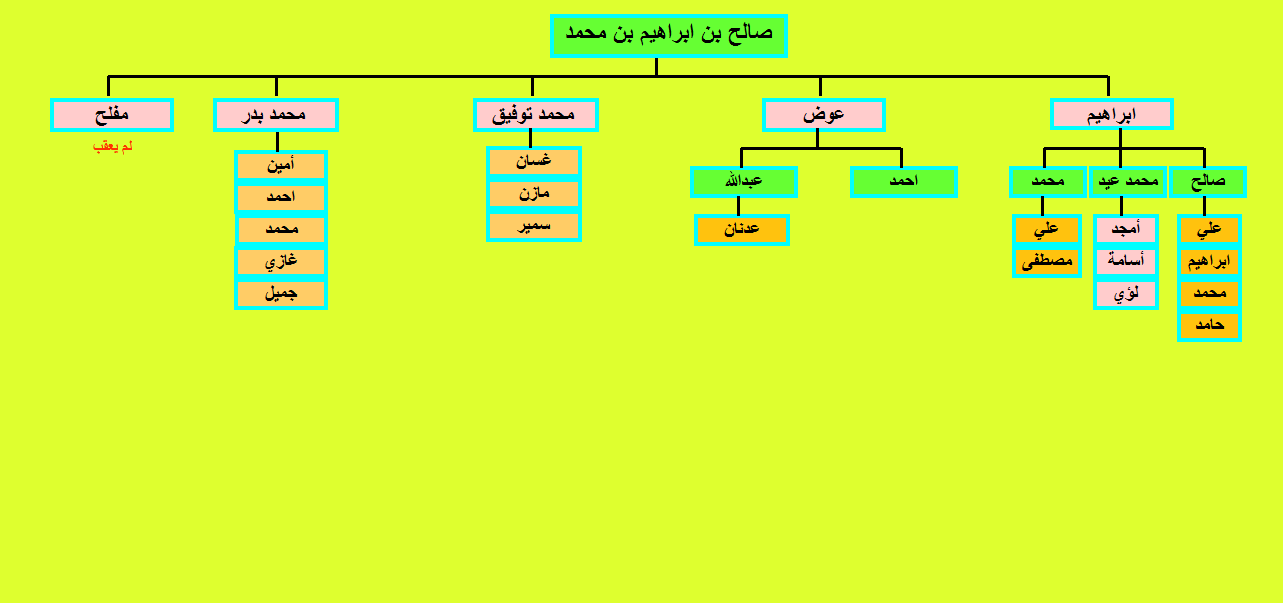 صالح بن ابراهيم بن محمد
ابراهيم
عوض
محمد توفيق
محمد بدر
مفلح
لم يعقب
صالح
محمد عيد
محمد
احمد
عبدالله
علي
ابراهيم
محمد
حامد
أمجد
أسامة
لؤي
علي
مصطفى
عدنان
غسان
مازن
سمير
أمين
احمد
محمد
غازي
جميل